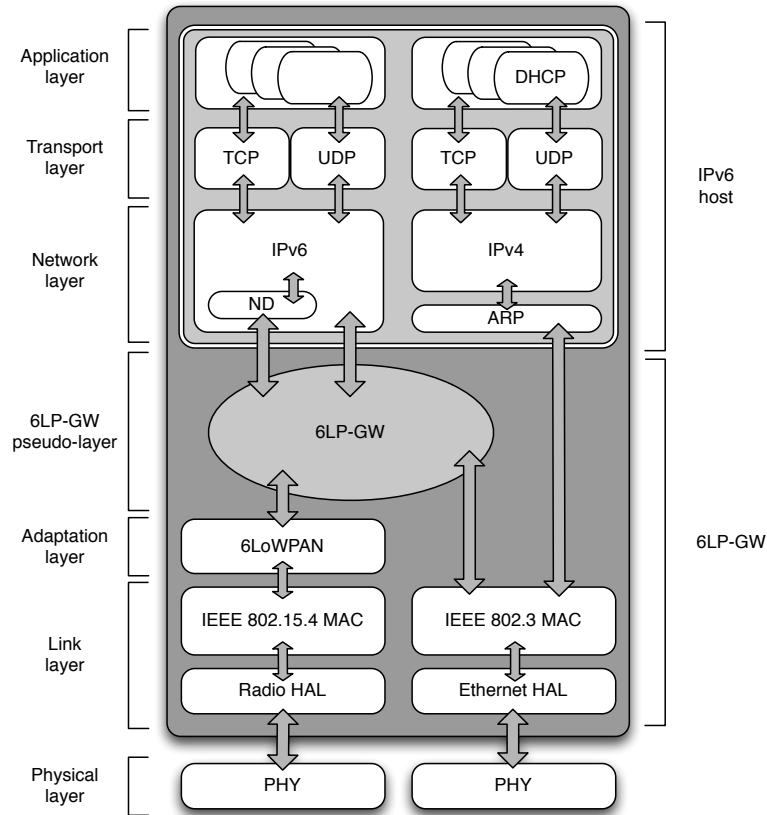 Application
layer
DHCP
Transport
layer
TCP
UDP
TCP
UDP
IPv6
host
Network
layer
IPv6
IPv4
ND
ARP
6LP-GW
pseudo-layer
6LP-GW
Adaptation
layer
6LoWPAN
6LP-GW
Link
layer
IEEE 802.15.4 MAC
IEEE 802.3 MAC
Radio HAL
Ethernet HAL
Physical
layer
PHY
PHY